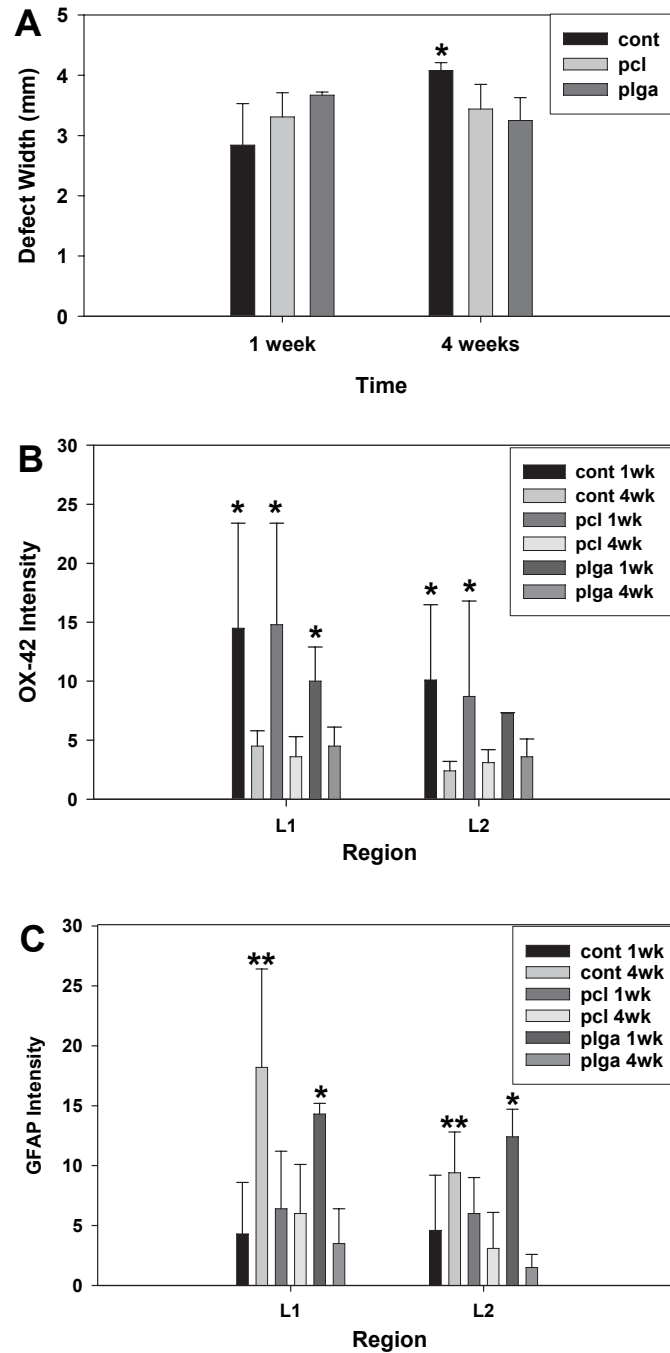 A
Defect Width (mm)
5
4
3
2
1
0
*
cont
pcl
plga
1 week
4 weeks
Time
B
OX-42 Intensity
30
25
20
15
10
5
0
* *
*
* *
cont 1wk
cont 4wk
pcl 1wk
pcl 4wk
plga 1wk
plga 4wk
L1
L2
Region
C
GFAP Intensity
30
25
20
15
10
5
0
**
*
**
*
cont 1wk
cont 4wk
pcl 1wk
pcl 4wk
plga 1wk
plga 4wk
L1
L2
Region